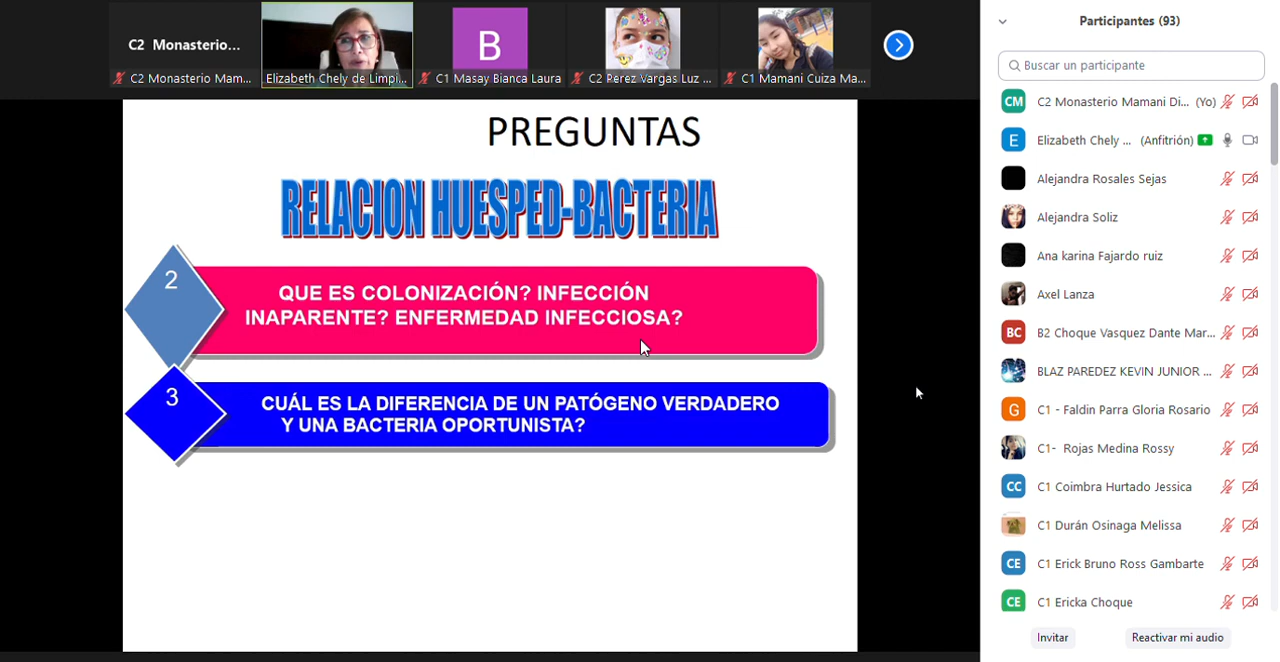 C2 Monasterio...
C2 Monasterio Mam...
Elizabeth Chely de Limpi...
B
C1 Masay Bianca Laura
C2 Perez Vargas Luz ...
C1 Mamani Cuiza Ma...
PREGUNTAS
RELACION HUESPED-BACTERIA
2
QUE ES COLONIZACIÓN? INFECCIÓN
INAPARENTE? ENFERMEDAD INFECCIOSA?
3
CUÁL ES LA DIFERENCIA DE UN PATÓGENO VERDADERO
Y UNA BACTERIA OPORTUNISTA?
Participantes (93)
Buscar un participante
CM C2 Monasterio Mamani Di... (Yo)
E Elizabeth Chely ... (Anfitrión)
Alejandra Rosales Sejas
Alejandra Soliz
Ana karina Fajardo ruiz
Axel Lanza
BC B2 Choque Vasquez Dante Mar...
BLAZ PAREDEZ KEVIN JUNIOR ...
G C1 - Faldin Parra Gloria Rosario
C1- Rojas Medina Rossy
CC C1 Coimbra Hurtado Jessica
C1 Durán Osinaga Melissa
CE C1 Erick Bruno Ross Gambarte
CE C1 Ericka Choque
Invitar Reactivar mi audio